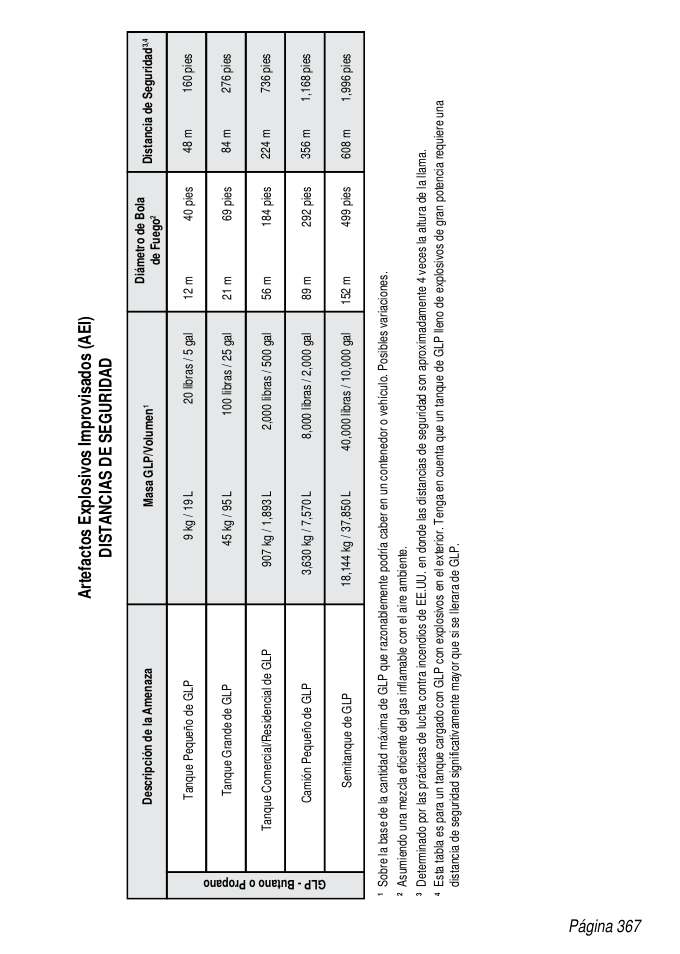 Artefactos Explosivos Improvisados (AEI)
DISTANCIAS DE SEGURIDAD
Descripción de la Amenaza Masa GLP/Volumen¹ Diámetro de Bola
de Fuego² Distancia de Seguridad³,⁴
GLP - Butano o Propano
Tanque Pequeño de GLP 9 kg / 19 L 20 libras / 5 gal 12 m 40 pies 48 m 160 pies
Tanque Grande de GLP 45 kg / 95 L 100 libras / 25 gal 21 m 69 pies 84 m 276 pies
Tanque Comercial/Residencial de GLP 907 kg / 1,893 L 2,000 libras / 500 gal 56 m 184 pies 224 m 736 pies
Camión Pequeño de GLP 3,630 kg / 7,570 L 8,000 libras / 2,000 gal 89 m 292 pies 356 m 1,168 pies
Semitanque de GLP 18,144 kg / 37,850 L 40,000 libras / 10,000 gal 152 m 499 pies 608 m 1,996 pies
¹ Sobre la base de la cantidad máxima de GLP que razonablemente podría caber en un contenedor o vehículo. Posibles variaciones.
² Asumiendo una mezcla eficiente del gas inflamable con el aire ambiente.
³ Determinado por las prácticas de lucha contra incendios de EE.UU. en donde las distancias de seguridad son aproximadamente 4 veces la altura de la llama.
⁴ Esta tabla es para un tanque cargado con GLP con explosivos en el exterior. Tenga en cuenta que un tanque de GLP lleno de explosivos de gran potencia requiere una
distancia de seguridad significativamente mayor que si se llerara de GLP.
Página 367